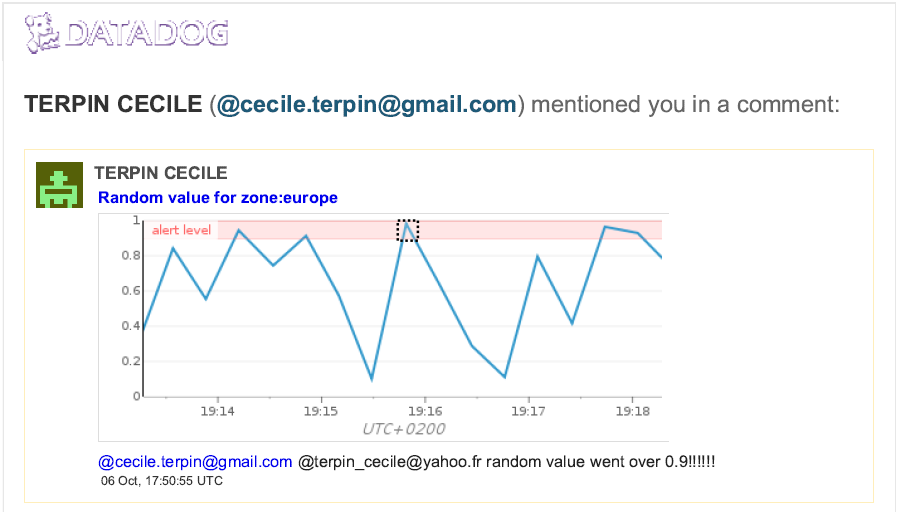 DATADOG
TERPIN CECILE (@cecile.terpin@gmail.com) mentioned you in a comment:
TERPIN CECILE
Random value for zone:europe
1
alert level
0.8
0.6
0.4
0.2
0
19:14 19:15 19:16 19:17 19:18
UTC+0200
@cecile.terpin@gmail.com @terpin_cecile@yahoo.fr random value went over 0.9!!!!!!
06 Oct, 17:50:55 UTC